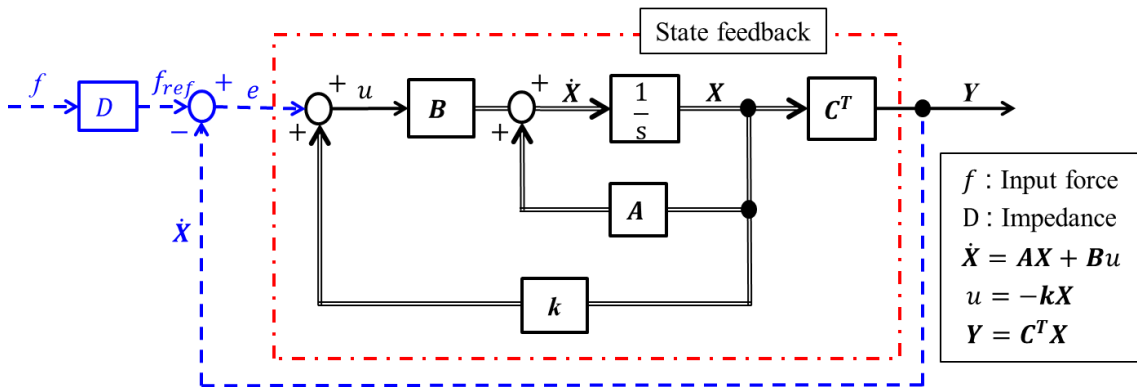 State feedback
f D f_ref + e + u B + Ẋ 1/s X C^T Y
− + +
A
Ẋ
k
f : Input force
D : Impedance
Ẋ = AX + Bu
u = −kX
Y = C^T X